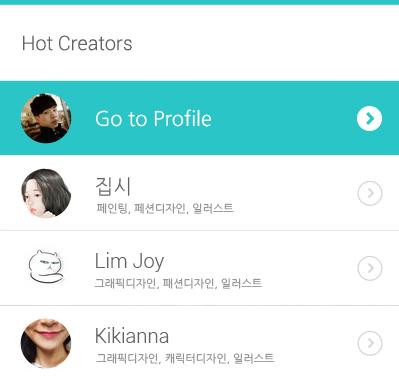 Hot Creators
Go to Profile
집시
페인팅, 페션디자인, 일러스트
Lim Joy
그래픽디자인, 패션디자인, 일러스트
Kikianna
그래픽디자인, 캐릭터디자인, 일러스트